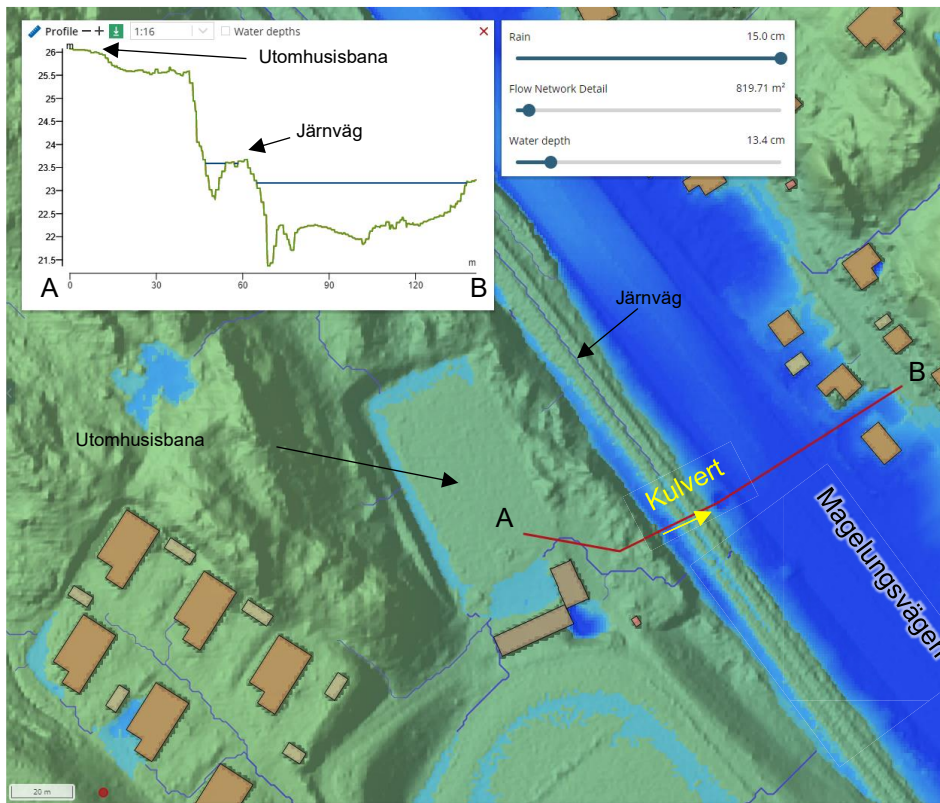 Profile
1:16
Water depths
m
26
25.5
25
24.5
23.5
23
22.5
22
21.5
0
30
60
90
120
m
Utomhusisbana
Järnväg
A
B
Rain
15.0 cm
Flow Network Detail
819.71 m²
Water depth
13.4 cm
Järnväg
B
Utomhusisbana
A
Kulvert
Magelungsvägen
20 m